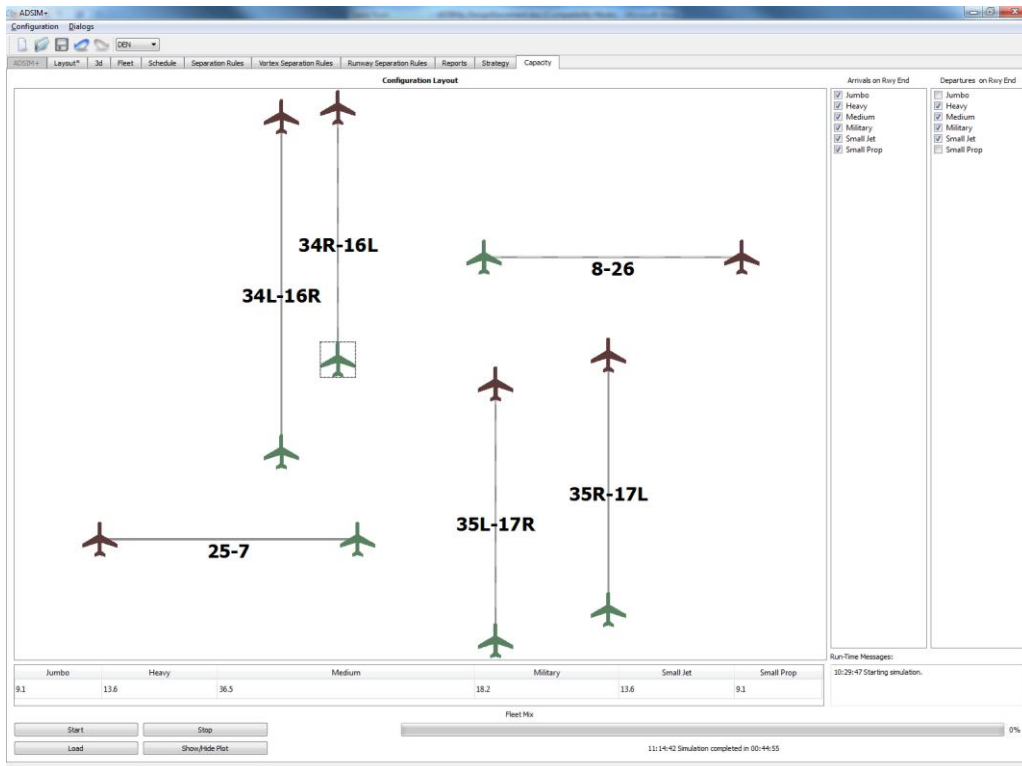 ADSIM+
Configuration Dialogs
DEN
ADSIM+ Layout* 3d Fleet Schedule Separation Rules Vortex Separation Rules Runway Separation Rules Reports Strategy Capacity
Configuration Layout
Arrivals on Rwy End
Departures on Rwy End
Jumbo
Heavy
Medium
Military
Small Jet
Small Prop
Jumbo
Heavy
Medium
Military
Small Jet
Small Prop
34R-16L
8-26
34L-16R
35R-17L
35L-17R
25-7
Run-Time Messages:
10:29:47 Starting simulation.
Jumbo Heavy Medium Military Small Jet Small Prop
9.1 13.6 36.5 18.2 13.6 9.1
Fleet Mix
Start Stop
0%
Load Show/Hide Plot
11:14:42 Simulation completed in 00:44:55